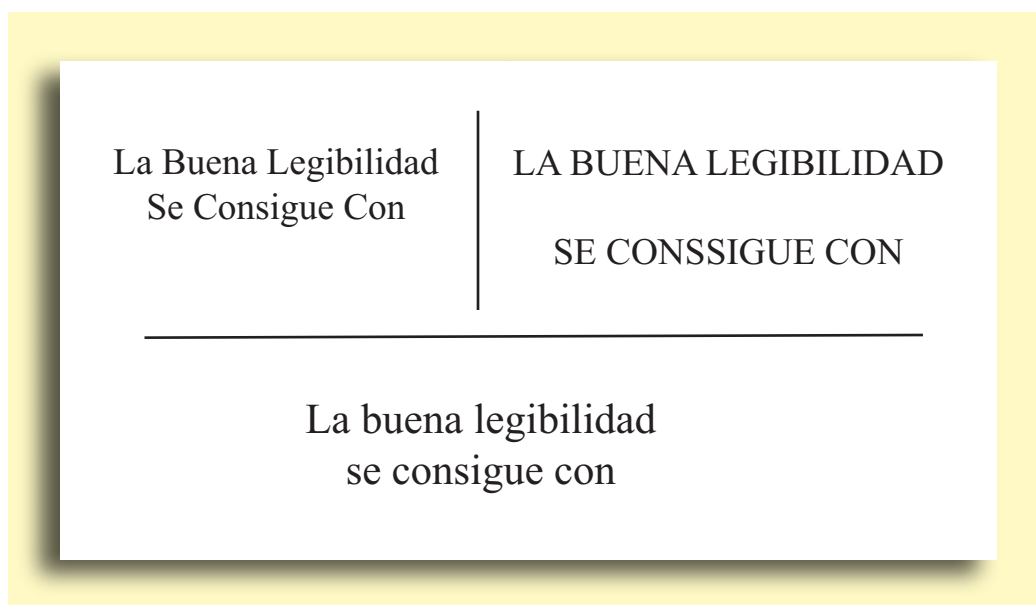 La Buena Legibilidad
Se Consigue Con
LA BUENA LEGIBILIDAD
SE CONSSIGUE CON
La buena legibilidad
se consigue con